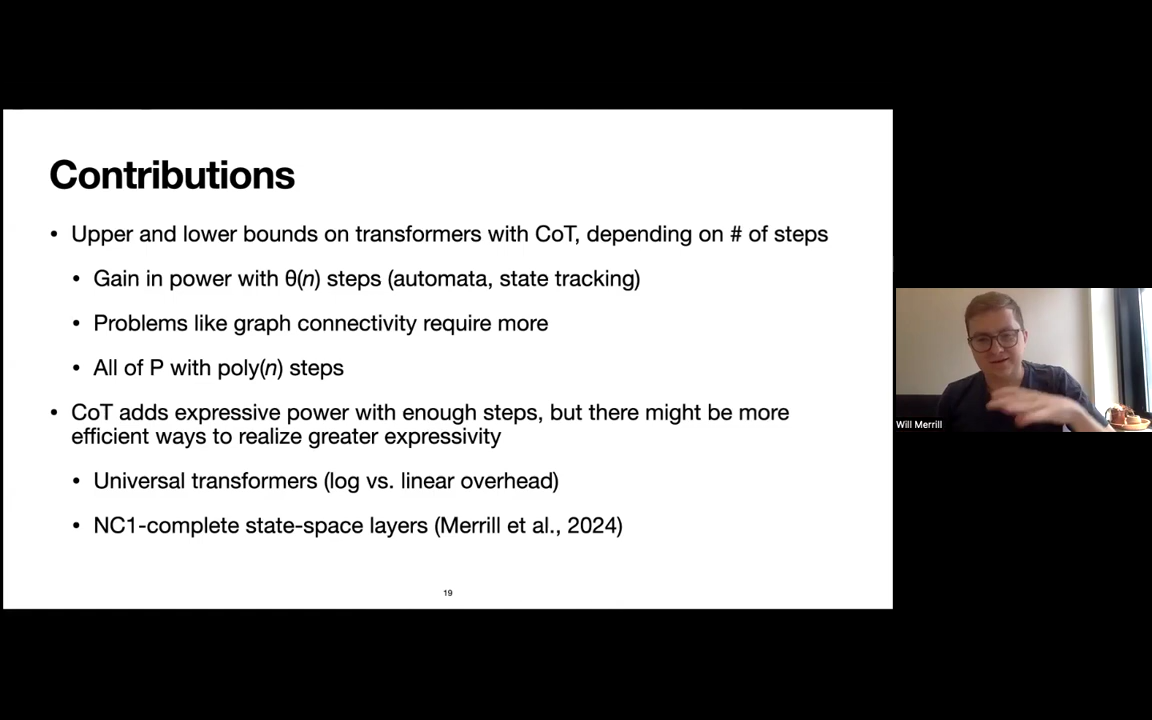 Contributions
• Upper and lower bounds on transformers with CoT, depending on # of steps
• Gain in power with θ(n) steps (automata, state tracking)
• Problems like graph connectivity require more
• All of P with poly(n) steps
• CoT adds expressive power with enough steps, but there might be more
efficient ways to realize greater expressivity
• Universal transformers (log vs. linear overhead)
• NC1-complete state-space layers (Merrill et al., 2024)
19
Will Merrill